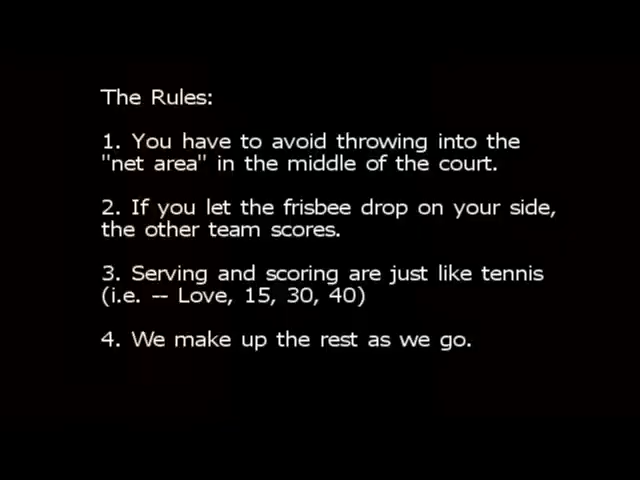 The Rules:
1. You have to avoid throwing into the
"net area" in the middle of the court.
2. If you let the frisbee drop on your side,
the other team scores.
3. Serving and scoring are just like tennis
(i.e. -- Love, 15, 30, 40)
4. We make up the rest as we go.